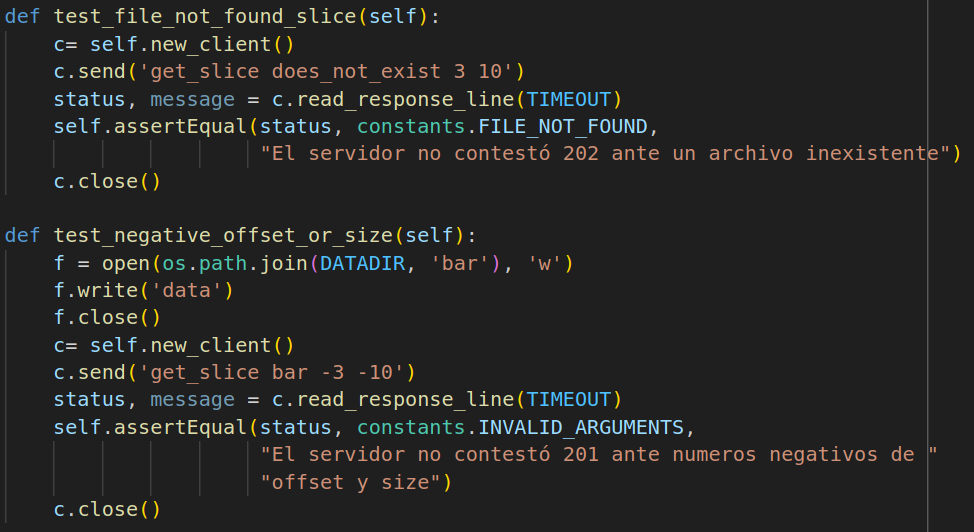 def test_file_not_found_slice(self):
    c= self.new_client()
    c.send('get_slice does_not_exist 3 10')
    status, message = c.read_response_line(TIMEOUT)
    self.assertEqual(status, constants.FILE_NOT_FOUND,
                     "El servidor no contestó 202 ante un archivo inexistente")
    c.close()

def test_negative_offset_or_size(self):
    f = open(os.path.join(DATADIR, 'bar'), 'w')
    f.write('data')
    f.close()
    c= self.new_client()
    c.send('get_slice bar -3 -10')
    status, message = c.read_response_line(TIMEOUT)
    self.assertEqual(status, constants.INVALID_ARGUMENTS,
                     "El servidor no contestó 201 ante numeros negativos de "
                     "offset y size")
    c.close()